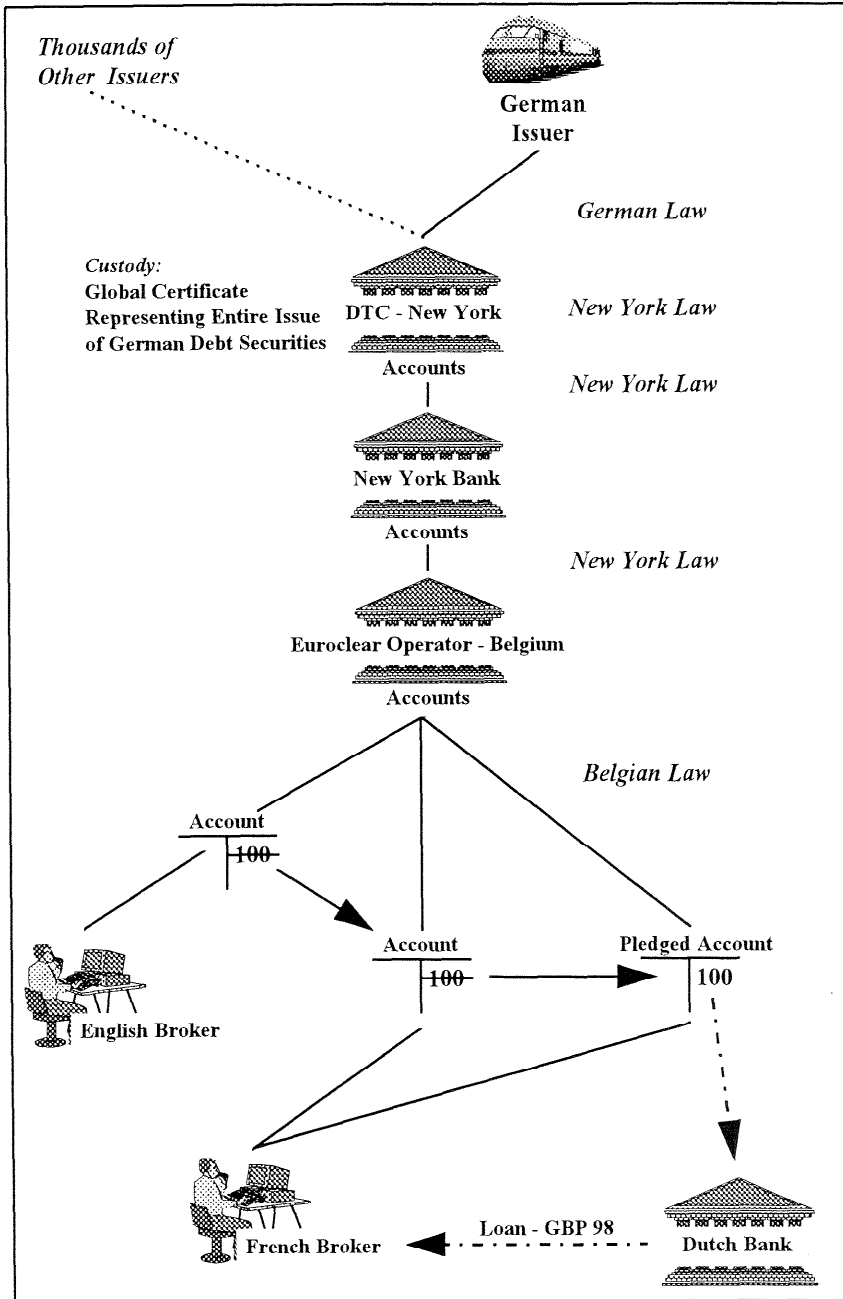 Thousands of
Other Issuers
German
Issuer
German Law
Custody:
Global Certificate
Representing Entire Issue
of German Debt Securities
DTC - New York
New York Law
Accounts
New York Law
New York Bank
Accounts
New York Law
Euroclear Operator - Belgium
Accounts
Belgian Law
Account
100
Account
100
Pledged Account
100
English Broker
French Broker
Loan - GBP 98
Dutch Bank